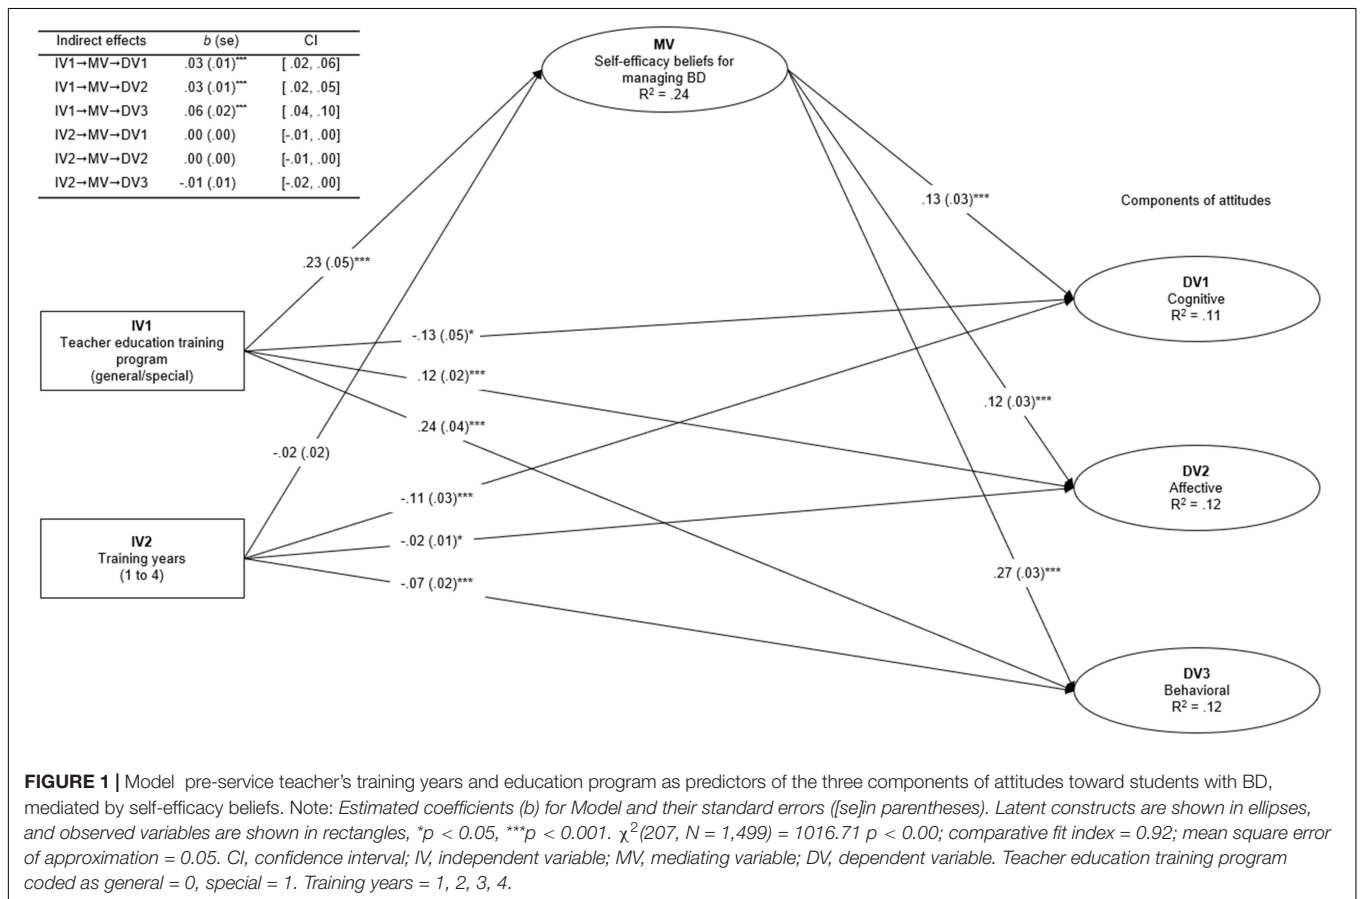 Indirect effects b (se) CI
IV1→MV→DV1 .03 (.01)*** [ .02, .06]
IV1→MV→DV2 .03 (.01)*** [ .02, .05]
IV1→MV→DV3 .06 (.02)*** [ .04, .10]
IV2→MV→DV1 .00 (.00) [-.01, .00]
IV2→MV→DV2 .00 (.00) [-.01, .00]
IV2→MV→DV3 -.01 (.01) [-.02, .00]
MV
Self-efficacy beliefs for
managing BD
R² = .24
.13 (.03)***
Components of attitudes
.23 (.05)***
DV1
Cognitive
R² = .11
IV1
Teacher education training
program
(general/special)
-.13 (.05)*
.12 (.02)***
.24 (.04)***
.12 (.03)***
-.02 (.02)
DV2
Affective
R² = .12
IV2
Training years
(1 to 4)
-.11 (.03)***
-.02 (.01)*
-.07 (.02)***
.27 (.03)***
DV3
Behavioral
R² = .12
FIGURE 1 | Model pre-service teacher's training years and education program as predictors of the three components of attitudes toward students with BD,
mediated by self-efficacy beliefs. Note: Estimated coefficients (b) for Model and their standard errors ([se]in parentheses). Latent constructs are shown in ellipses,
and observed variables are shown in rectangles, *p < 0.05, ***p < 0.001. χ²(207, N = 1,499) = 1016.71 p < 0.00; comparative fit index = 0.92; mean square error
of approximation = 0.05. CI, confidence interval; IV, independent variable; MV, mediating variable; DV, dependent variable. Teacher education training program
coded as general = 0, special = 1. Training years = 1, 2, 3, 4.